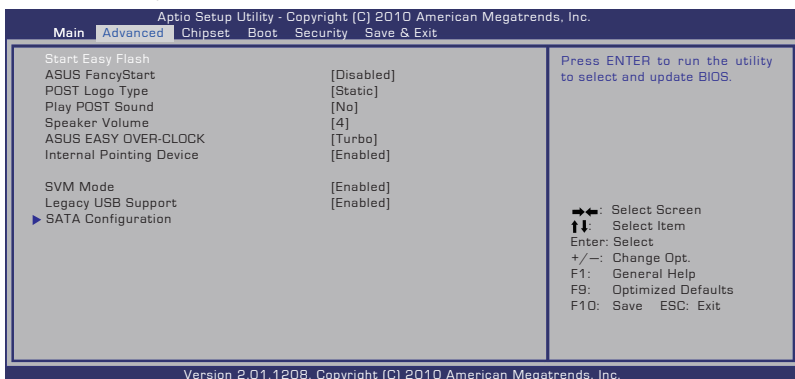 Aptio Setup Utility - Copyright (C) 2010 American Megatrends, Inc.
Main Advanced Chipset Boot Security Save & Exit
Start Easy Flash
ASUS FancyStart [Disabled]
POST Logo Type [Static]
Play POST Sound [No]
Speaker Volume [4]
ASUS EASY OVER-CLOCK [Turbo]
Internal Pointing Device [Enabled]
SVM Mode [Enabled]
Legacy USB Support [Enabled]
SATA Configuration
Press ENTER to run the utility
to select and update BIOS.
→←: Select Screen
↑↓: Select Item
Enter: Select
+/—: Change Opt.
F1: General Help
F9: Optimized Defaults
F10: Save ESC: Exit
Version 2.01.1208. Copyright (C) 2010 American Megatrends, Inc.